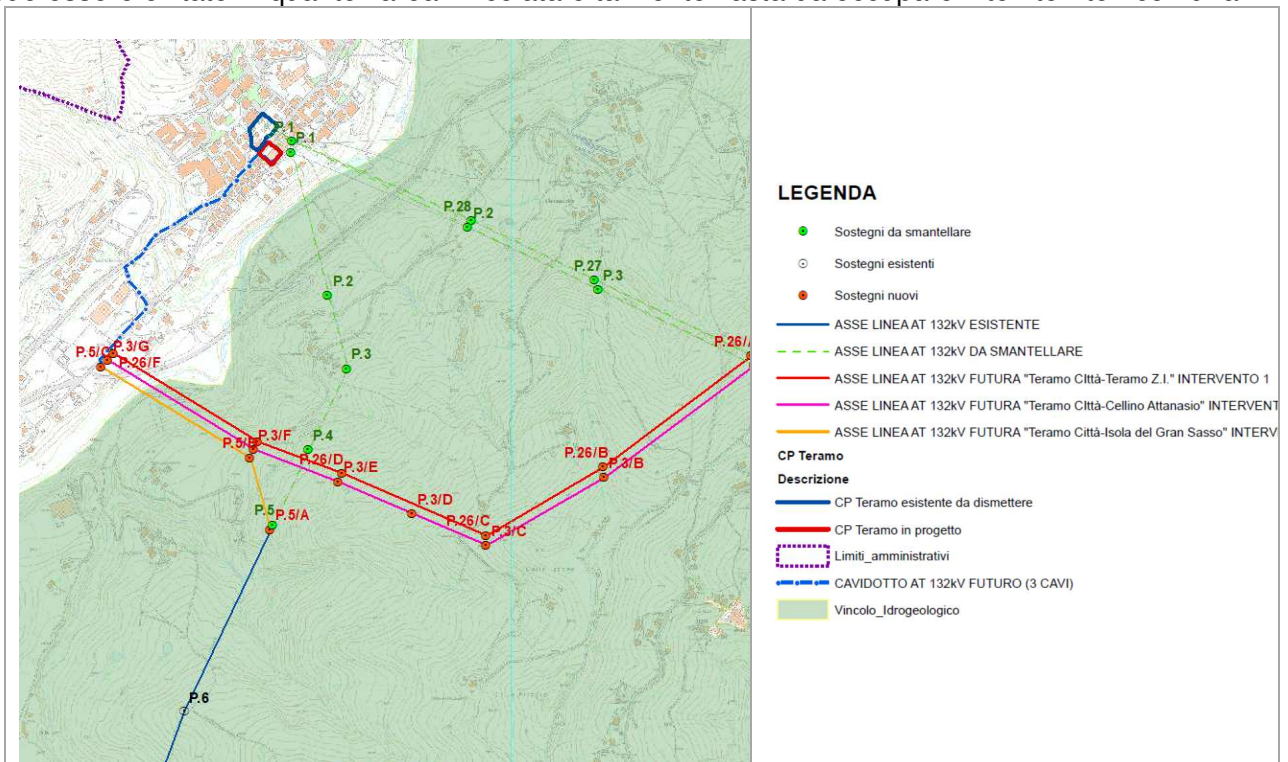 P.1
P.1
P.28
P.2
P.27
P.3
P.2
P.26/A
P.3/G
P.26/F
P.3
P.3/F
P.4
P.26/D
P.3/E
P.26/B
P.3/B
P.3/D
P.5
P.5/A
P.26/C
P.3/C
P.6
LEGENDA
Sostegni da smantellare
Sostegni esistenti
Sostegni nuovi
ASSE LINEA AT 132kV ESISTENTE
ASSE LINEA AT 132kV DA SMANTELLARE
ASSE LINEA AT 132kV FUTURA "Teramo CIttà-Teramo Z.I." INTERVENTO 1
ASSE LINEA AT 132kV FUTURA "Teramo CIttà-Cellino Attanasio" INTERVENT
ASSE LINEA AT 132kV FUTURA "Teramo Città-Isola del Gran Sasso" INTERV
CP Teramo
Descrizione
CP Teramo esistente da dismettere
CP Teramo in progetto
Limiti_amministrativi
CAVIDOTTO AT 132kV FUTURO (3 CAVI)
Vincolo_Idrogeologico